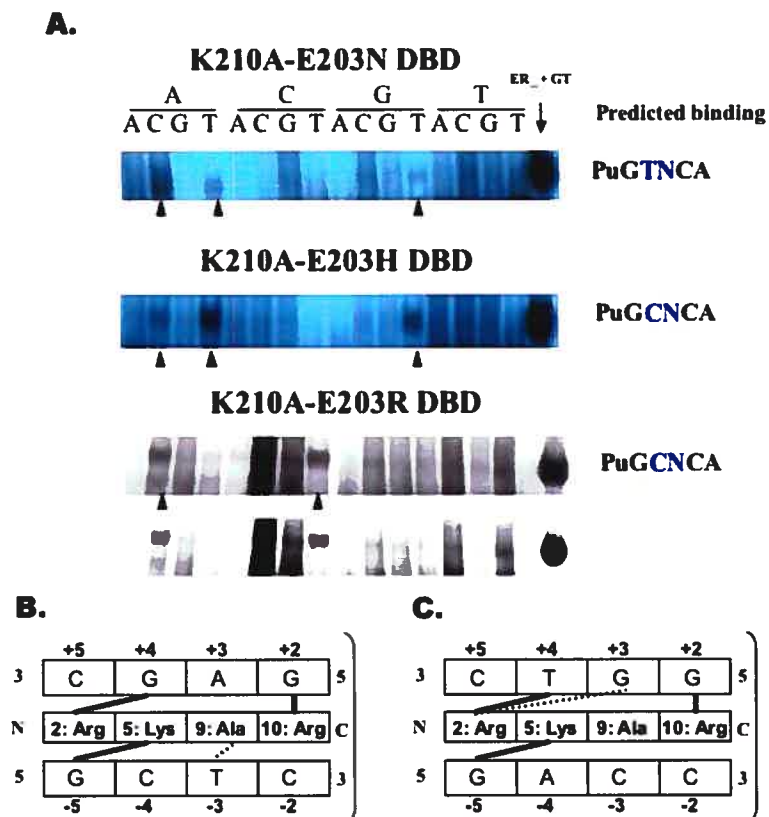 A.
K210A-E203N DBD
A C G T ER_+GT
A C G T A C G T A C G T A C G T Predicted binding
PuGTNCA
K210A-E203H DBD
PuGCNCA
K210A-E203R DBD
PuGCNCA
B.
+5 +4 +3 +2
3 C G A G 5
N 2: Arg 5: Lys 9: Ala 10: Arg C
5 G C T C 3
-5 -4 -3 -2
C.
+5 +4 +3 +2
3 C T G G 5
N 2: Arg 5: Lys 9: Ala 10: Arg C
5 G A C C 3
-5 -4 -3 -2